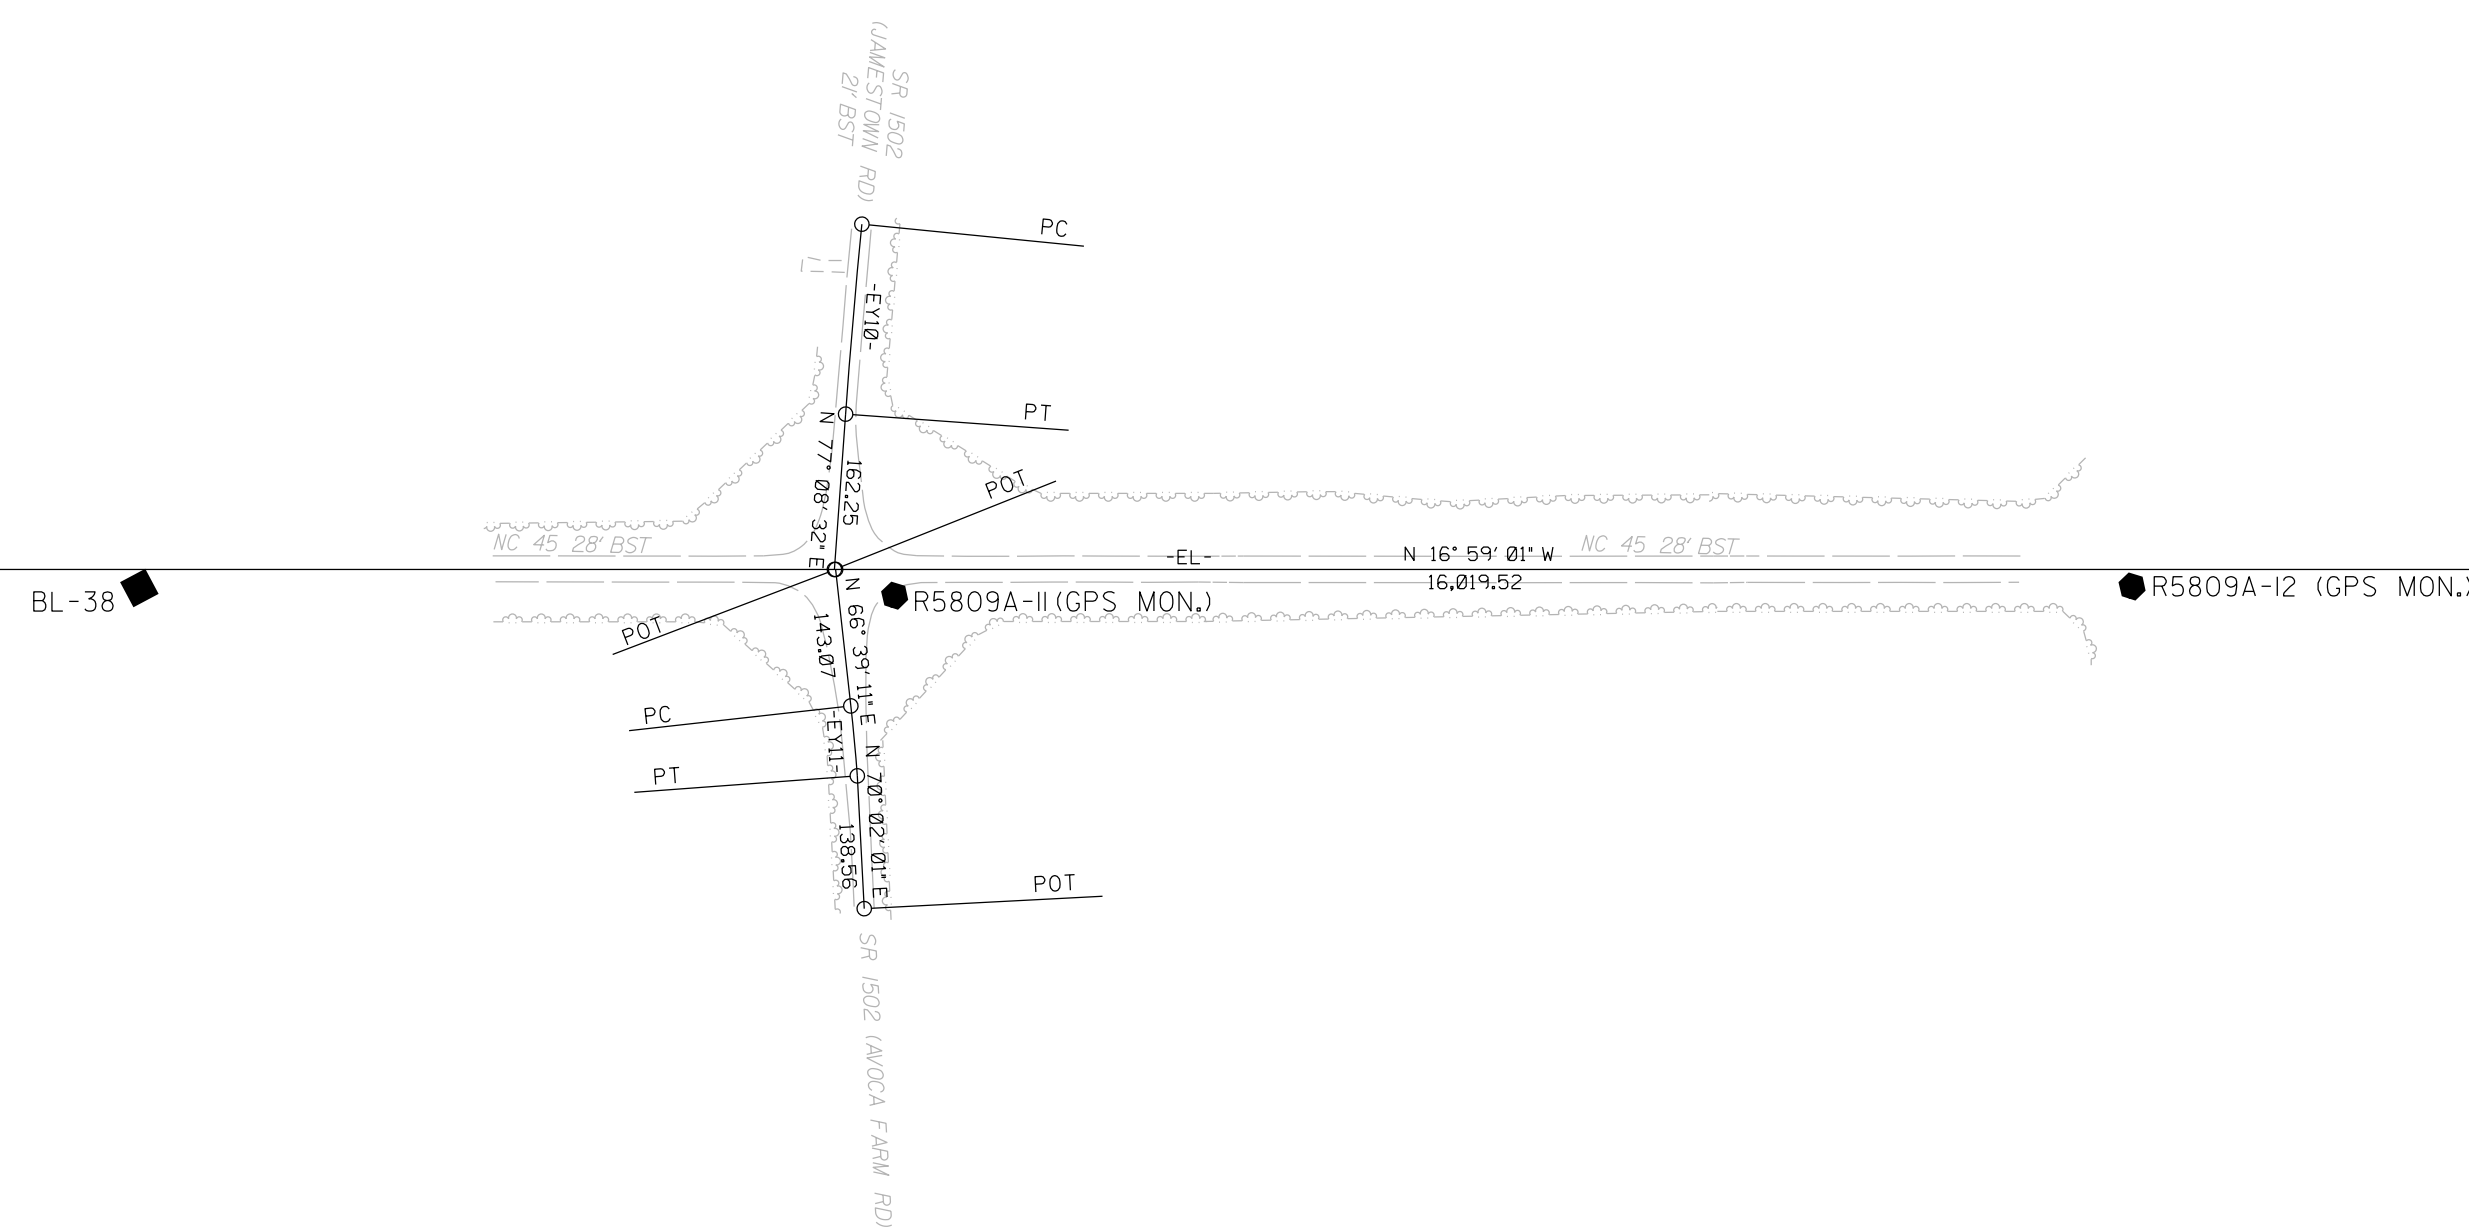 SR 1502
(JAMESTOWN RD)
21' BST
PC
-EY10-
PT
N 77° 08' 32" E
162.25
POT
NC 45 28' BST
-EL-
N 16° 59' 01" W
NC 45 28' BST
16,019.52
BL-38
R5809A-11 (GPS MON.)
R5809A-12 (GPS MON.)
POT
N 66° 39' 11" E
143.07
PC
-EY11-
PT
N 70° 02' 01" E
138.56
POT
SR 1502 (AVOCA FARM RD)